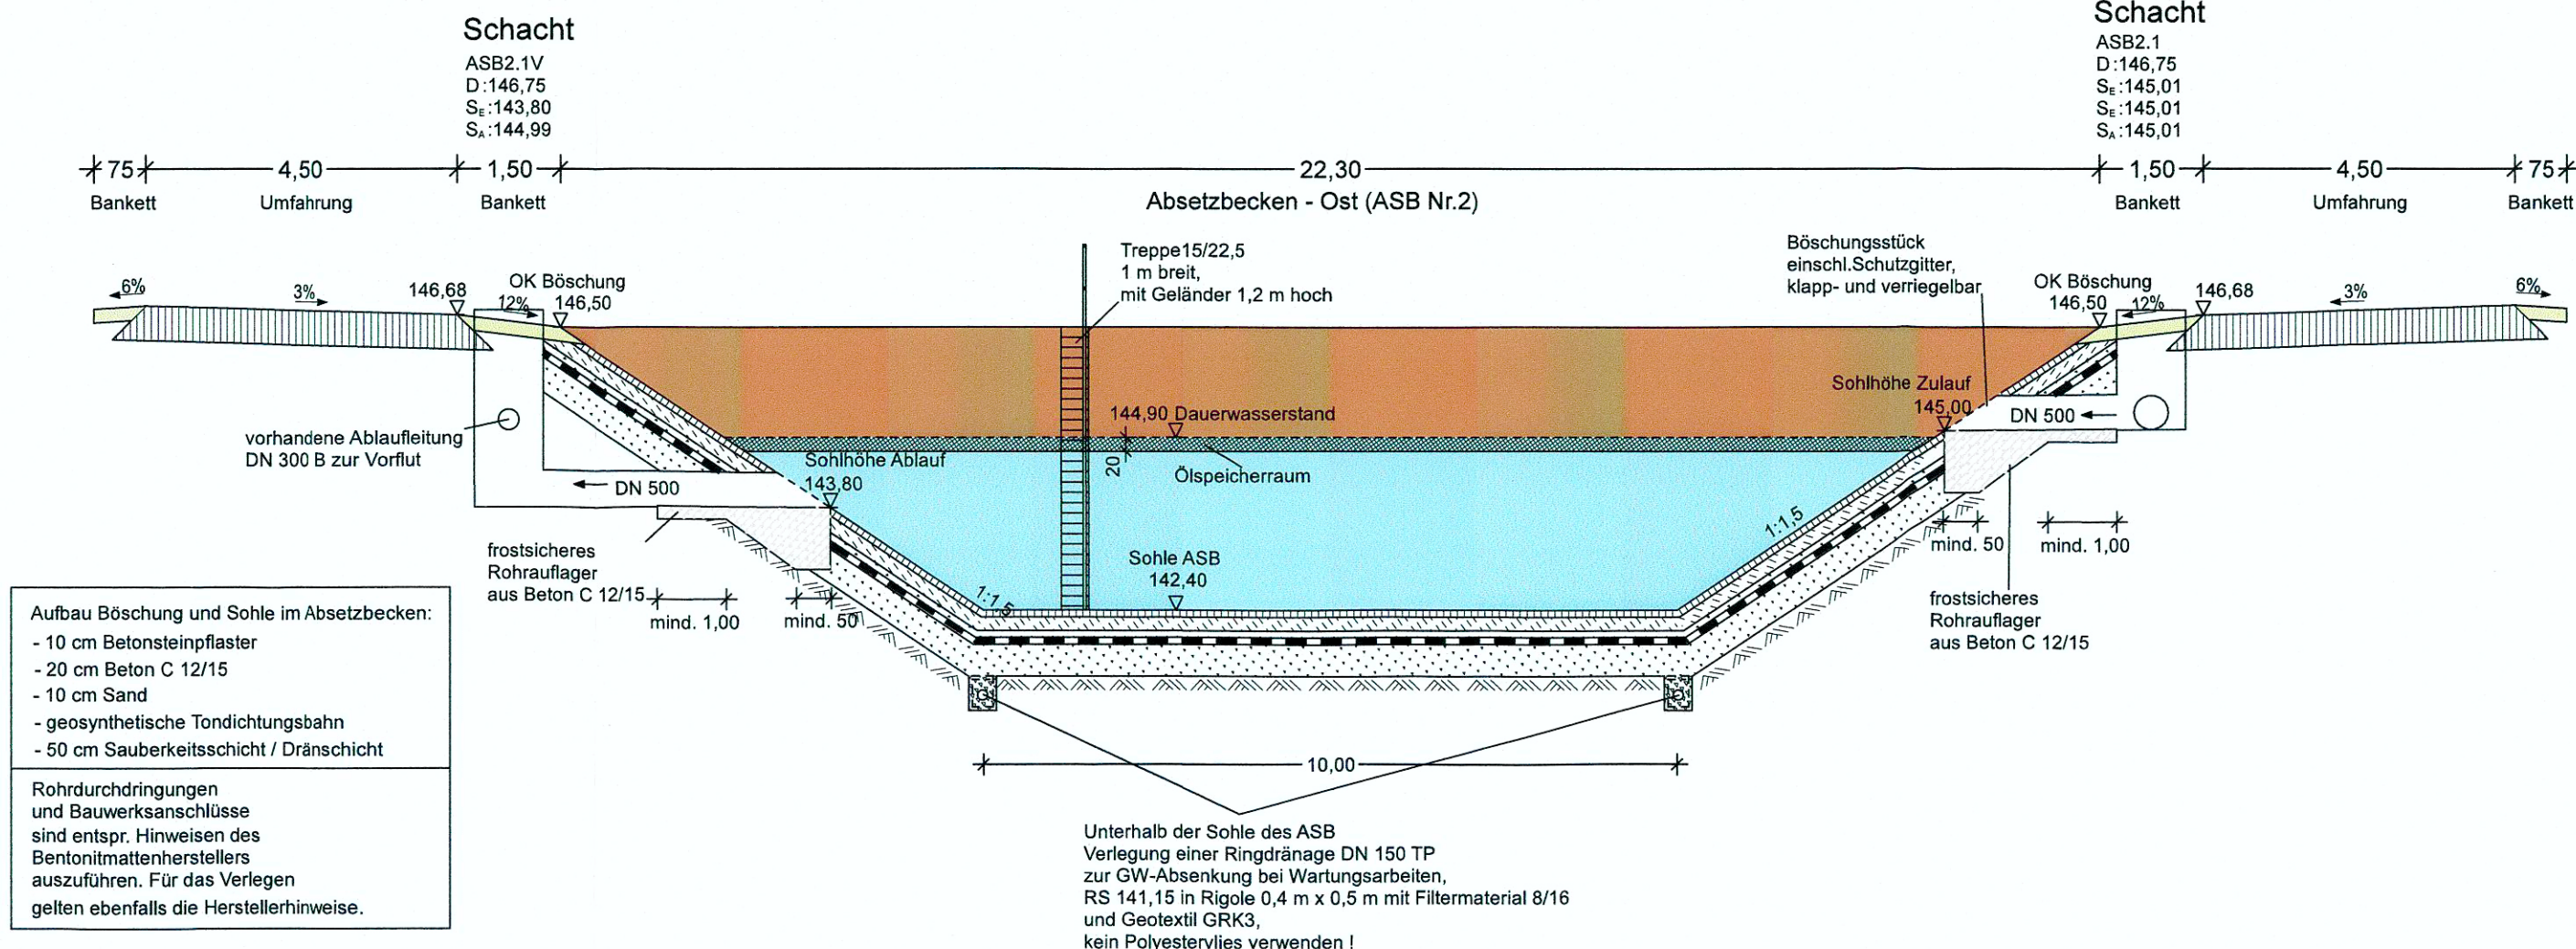 Schacht
ASB2.1V
D:146,75
SE:143,80
SA:144,99
Schacht
ASB2.1
D:146,75
SE:145,01
SE:145,01
SA:145,01
75 4,50 1,50 22,30 1,50 4,50 75
Bankett Umfahrung Bankett Absetzbecken - Ost (ASB Nr.2) Bankett Umfahrung Bankett
Treppe15/22,5
1 m breit,
mit Geländer 1,2 m hoch
Böschungsstück
einschl.Schutzgitter,
klapp- und verriegelbar
6% 3% 146,68 12%
OK Böschung
146,50
OK Böschung
146,50 12% 146,68 3% 6%
Sohlhöhe Zulauf
145,00
DN 500
144,90 Dauerwasserstand
20
Ölspeicherraum
vorhandene Ablaufleitung
DN 300 B zur Vorflut
Sohlhöhe Ablauf
143,80
DN 500
1:1,5
1:1,5
Sohle ASB
142,40
frostsicheres
Rohrauflager
aus Beton C 12/15
mind. 1,00 mind. 50
mind. 50 mind. 1,00
frostsicheres
Rohrauflager
aus Beton C 12/15
Aufbau Böschung und Sohle im Absetzbecken:
- 10 cm Betonsteinpflaster
- 20 cm Beton C 12/15
- 10 cm Sand
- geosynthetische Tondichtungsbahn
- 50 cm Sauberkeitsschicht / Dränschicht
Rohrdurchdringungen
und Bauwerksanschlüsse
sind entspr. Hinweisen des
Bentonitmattenherstellers
auszuführen. Für das Verlegen
gelten ebenfalls die Herstellerhinweise.
10,00
Unterhalb der Sohle des ASB
Verlegung einer Ringdränage DN 150 TP
zur GW-Absenkung bei Wartungsarbeiten,
RS 141,15 in Rigole 0,4 m x 0,5 m mit Filtermaterial 8/16
und Geotextil GRK3,
kein Polyestervlies verwenden !